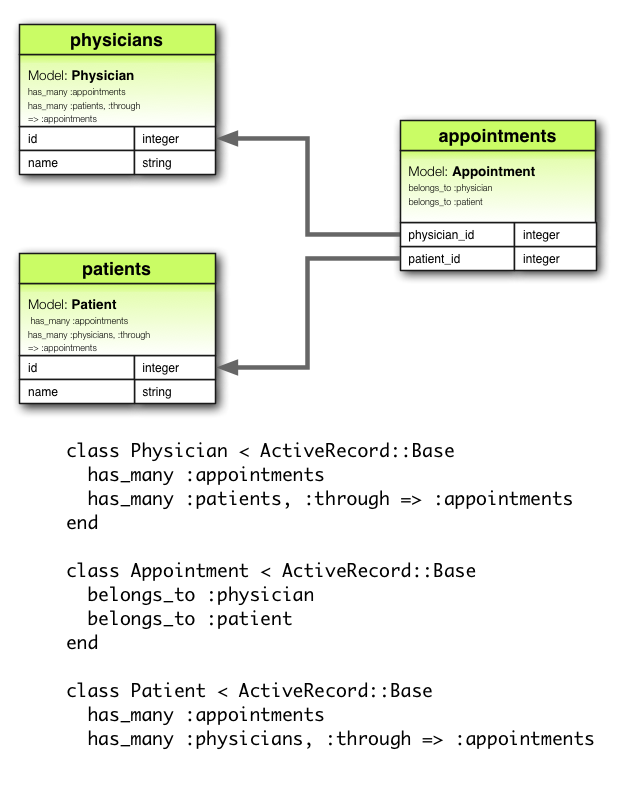 physicians
Model: Physician
has_many :appointments
has_many :patients, :through
=> :appointments
id integer
name string
appointments
Model: Appointment
belongs_to :physician
belongs_to :patient
physician_id integer
patient_id integer
patients
Model: Patient
has_many :appointments
has_many :physicians, :through
=> :appointments
id integer
name string
class Physician < ActiveRecord::Base
  has_many :appointments
  has_many :patients, :through => :appointments
end

class Appointment < ActiveRecord::Base
  belongs_to :physician
  belongs_to :patient
end

class Patient < ActiveRecord::Base
  has_many :appointments
  has_many :physicians, :through => :appointments